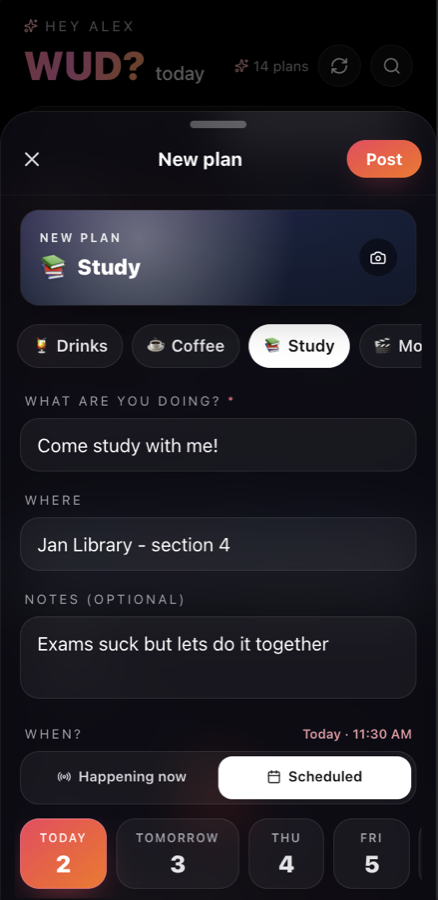 HEY ALEX
WUD? today 14 plans
New plan Post
NEW PLAN
📚 Study
🍹 Drinks ☕ Coffee 📚 Study 🎬 Mo
WHAT ARE YOU DOING? *
Come study with me!
WHERE
Jan Library - section 4
NOTES (OPTIONAL)
Exams suck but lets do it together
WHEN? Today · 11:30 AM
Happening now Scheduled
TODAY TOMORROW THU FRI
2 3 4 5